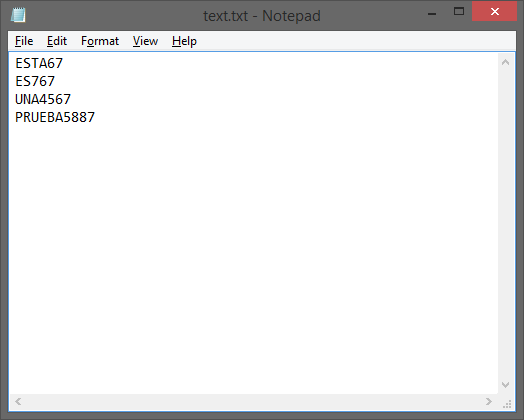 text.txt - Notepad
File Edit Format View Help
ESTA67
ES767
UNA4567
PRUEBA5887